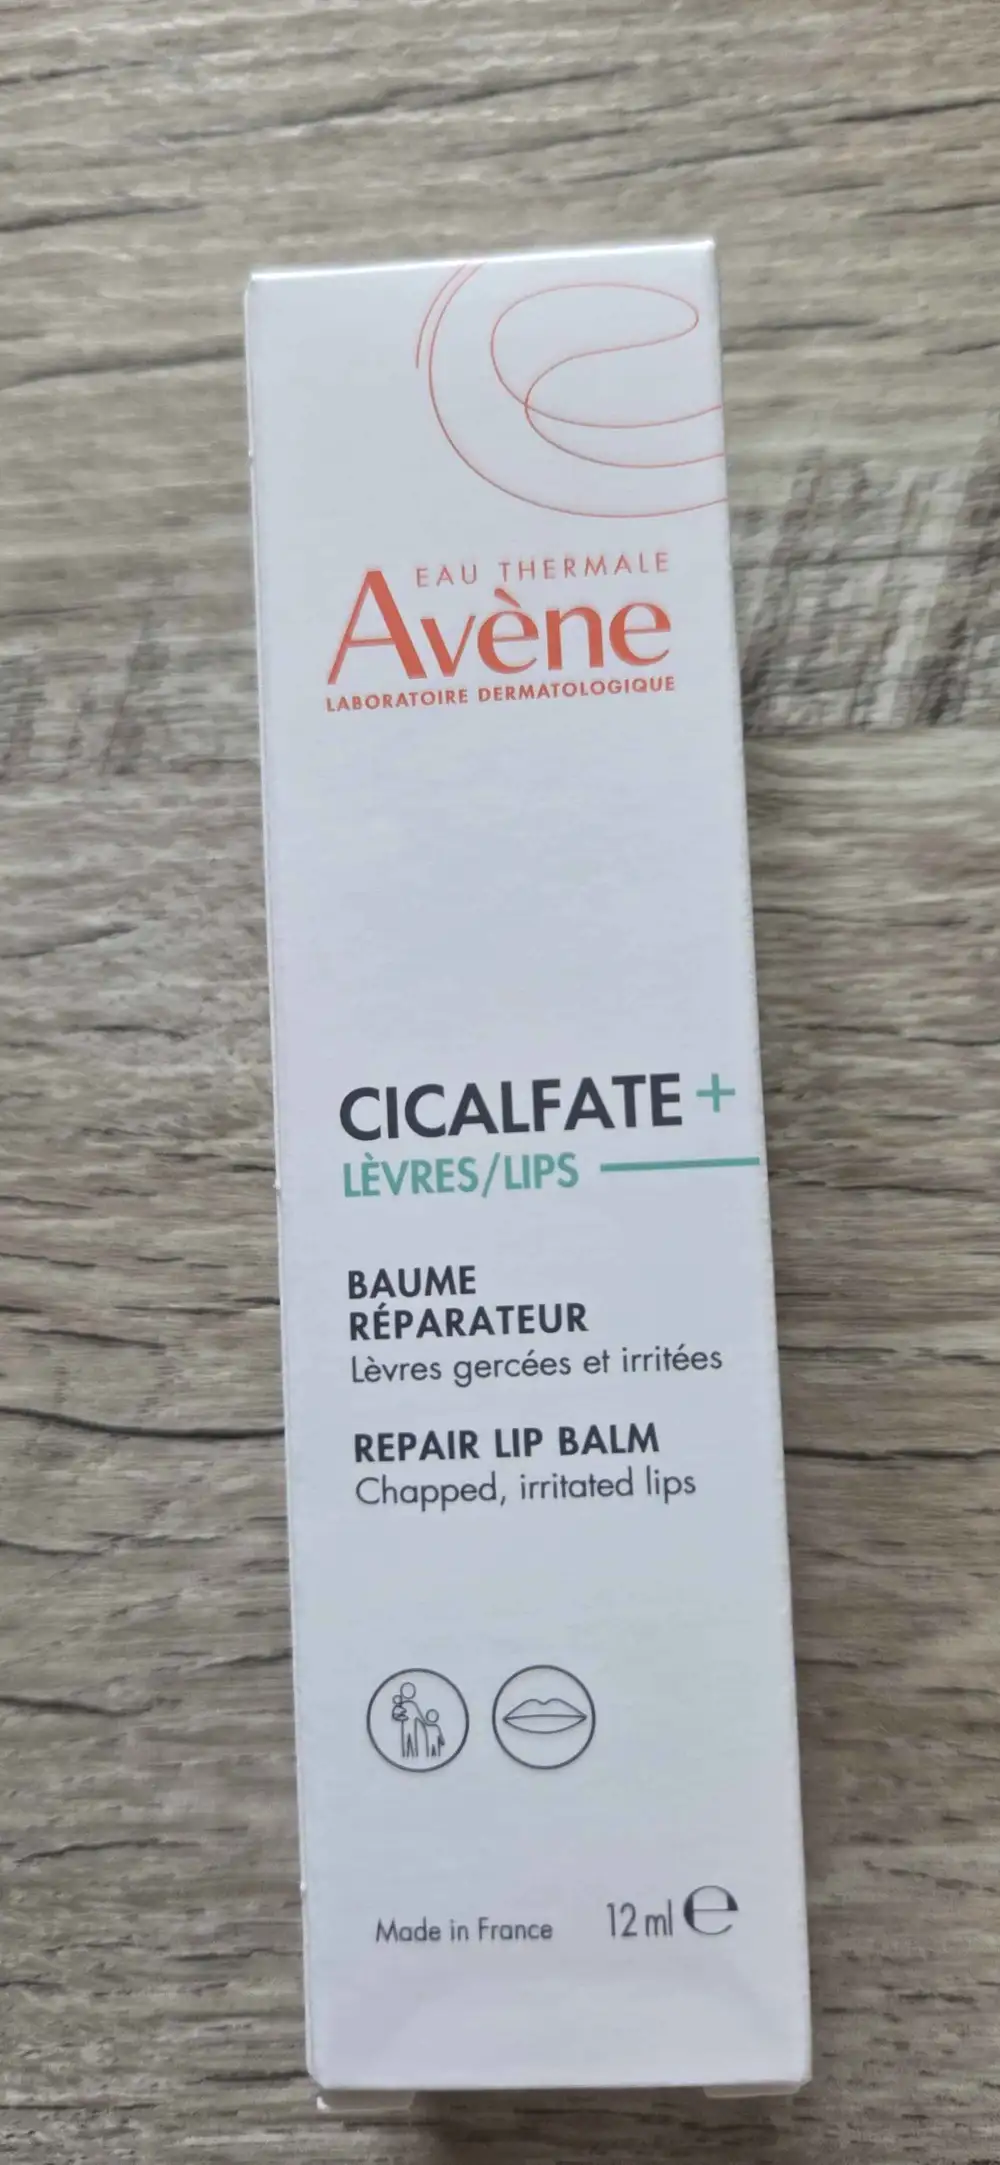 EAU THERMALE
Avène
LABORATOIRE DERMATOLOGIQUE
CICALFATE+
LÈVRES/LIPS
BAUME
RÉPARATEUR
Lèvres gercées et irritées
REPAIR LIP BALM
Chapped, irritated lips
Made in France 12 ml ℮